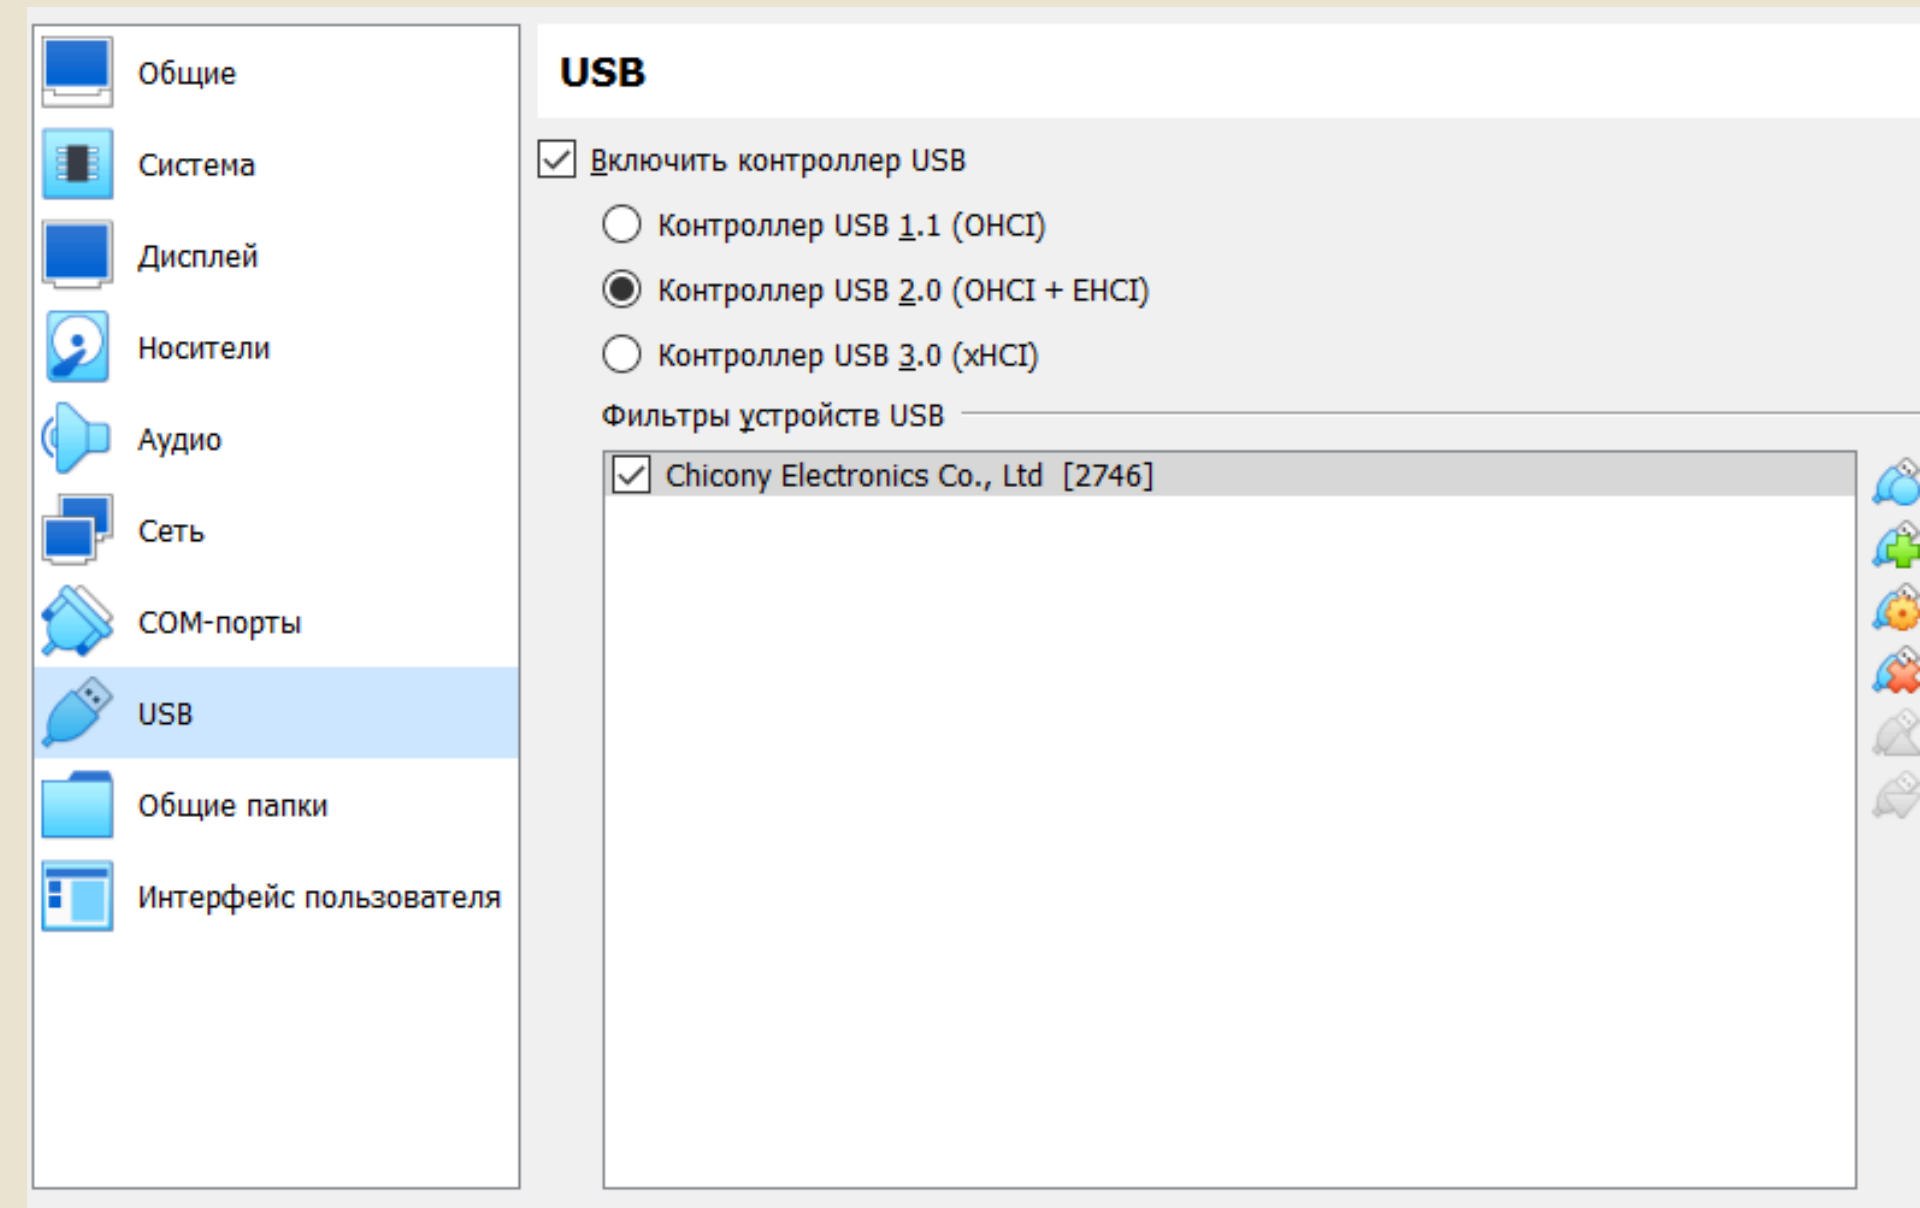 Общие
Система
Дисплей
Носители
Аудио
Сеть
COM-порты
USB
Общие папки
Интерфейс пользователя
USB
Включить контроллер USB
Контроллер USB 1.1 (OHCI)
Контроллер USB 2.0 (OHCI + EHCI)
Контроллер USB 3.0 (xHCI)
Фильтры устройств USB
Chicony Electronics Co., Ltd [2746]